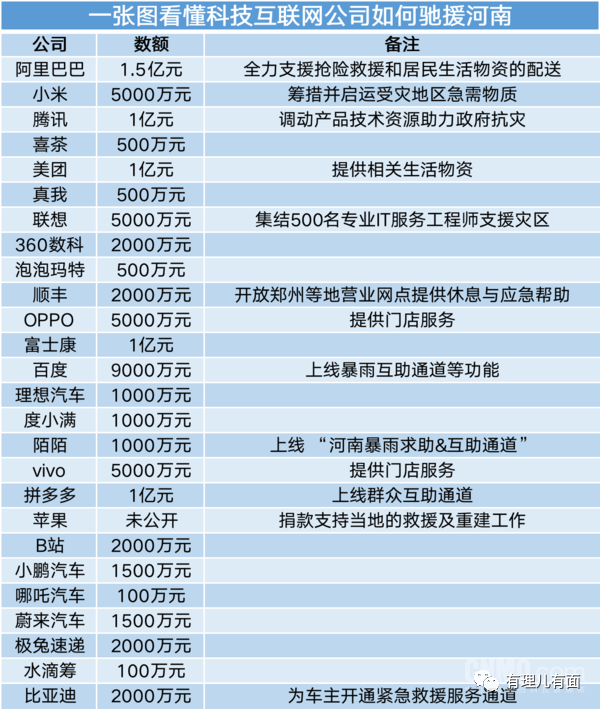 一张图看懂科技互联网公司如何驰援河南
公司 数额 备注
阿里巴巴 1.5亿元 全力支援抢险救援和居民生活物资的配送
小米 5000万元 筹措并启运受灾地区急需物质
腾讯 1亿元 调动产品技术资源助力政府抗灾
喜茶 500万元
美团 1亿元 提供相关生活物资
真我 500万元
联想 5000万元 集结500名专业IT服务工程师支援灾区
360数科 2000万元
泡泡玛特 500万元
顺丰 2000万元 开放郑州等地营业网点提供休息与应急帮助
OPPO 5000万元 提供门店服务
富士康 1亿元
百度 9000万元 上线暴雨互助通道等功能
理想汽车 1000万元
度小满 1000万元
陌陌 1000万元 上线 “河南暴雨求助&互助通道”
vivo 5000万元 提供门店服务
拼多多 1亿元 上线群众互助通道
苹果 未公开 捐款支持当地的救援及重建工作
B站 2000万元
小鹏汽车 1500万元
哪吒汽车 100万元
蔚来汽车 1500万元
极兔速递 2000万元
水滴筹 100万元
CNMO.com
有理儿有面
比亚迪 2000万元 为车主开通紧急救援服务通道